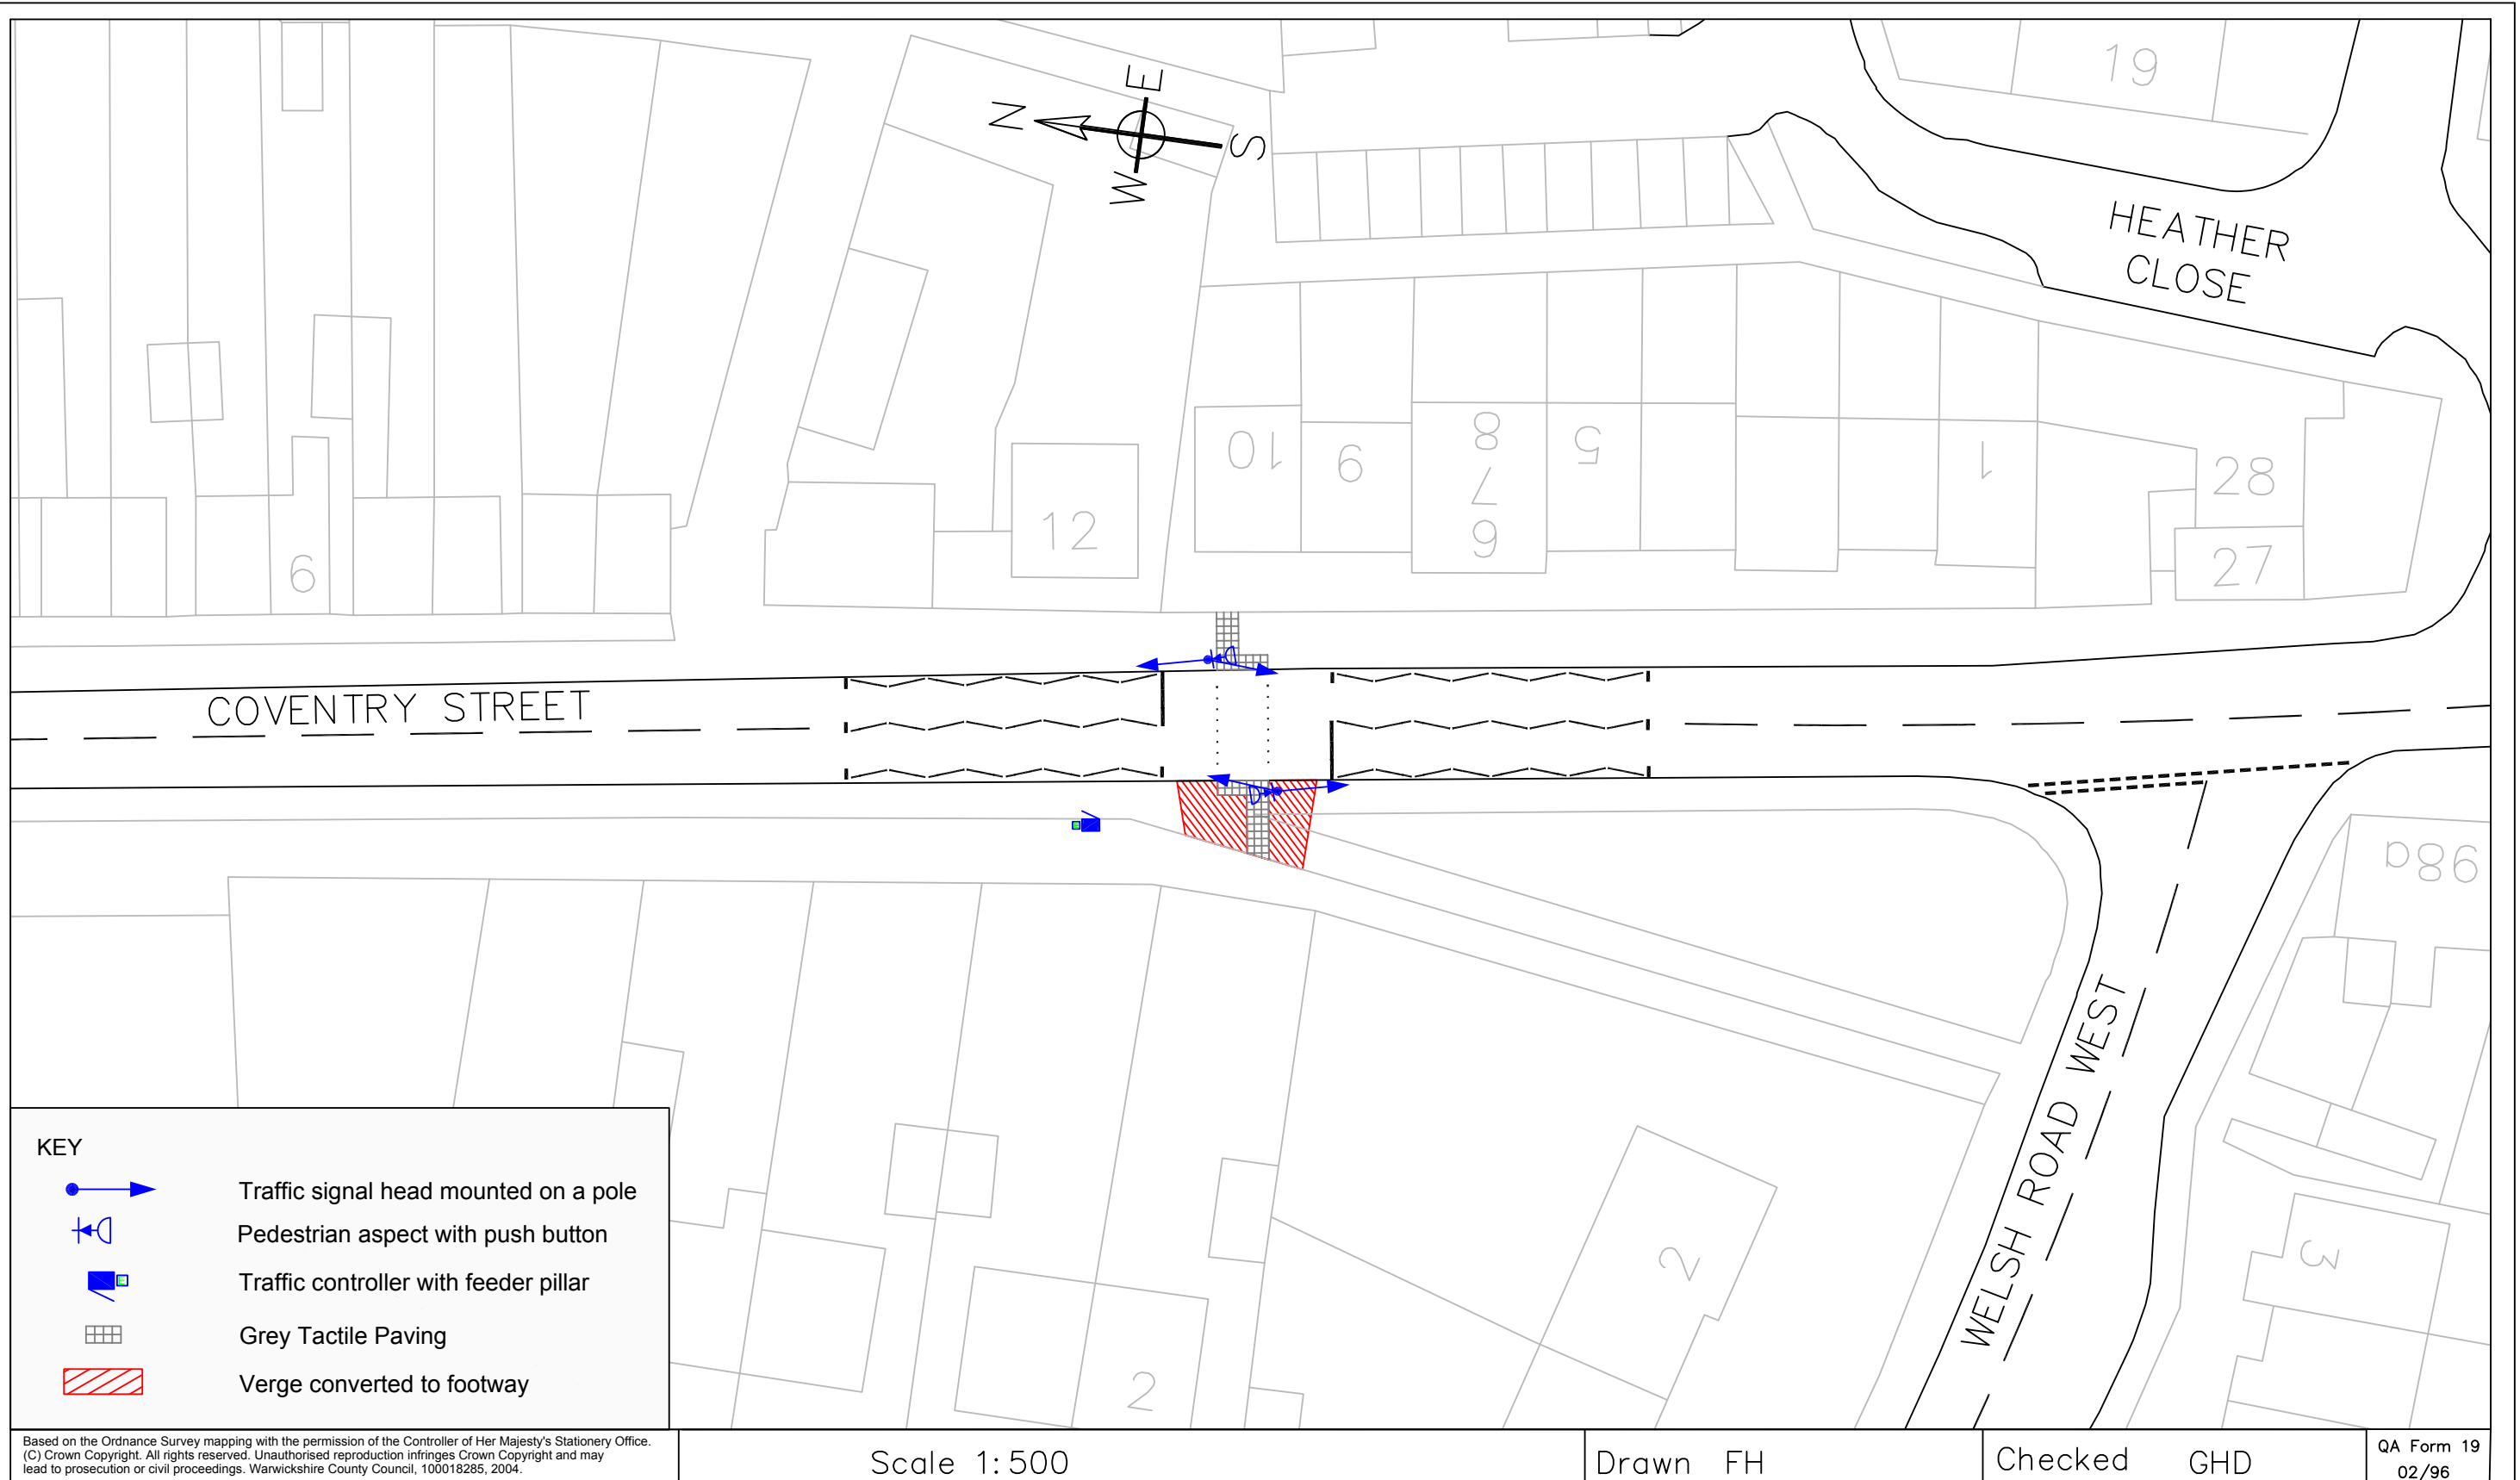 19
N
E
S
W
HEATHER
CLOSE
10
9
8
7
6
5
1
28
27
12
6
COVENTRY STREET
98a
WELSH ROAD WEST
2
2
3
KEY
Traffic signal head mounted on a pole
Pedestrian aspect with push button
Traffic controller with feeder pillar
Grey Tactile Paving
Verge converted to footway
Based on the Ordnance Survey mapping with the permission of the Controller of Her Majesty's Stationery Office.
(C) Crown Copyright. All rights reserved. Unauthorised reproduction infringes Crown Copyright and may
lead to prosecution or civil proceedings. Warwickshire County Council, 100018285, 2004.
Scale 1:500
Drawn FH
Checked GHD
QA Form 19
02/96